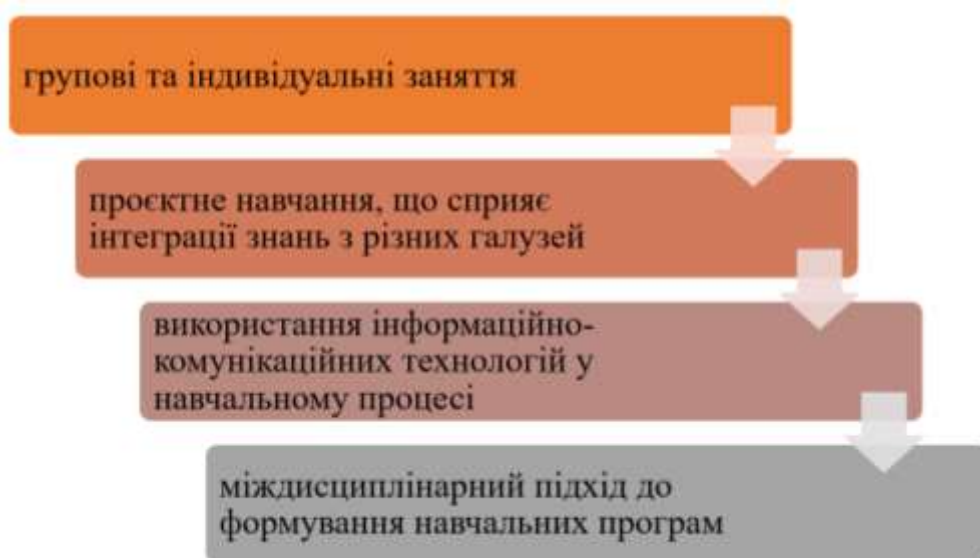 групові та індивідуальні заняття
проєктне навчання, що сприяє
інтеграції знань з різних галузей
використання інформаційно-
комунікаційних технологій у
навчальному процесі
міждисциплінарний підхід до
формування навчальних програм